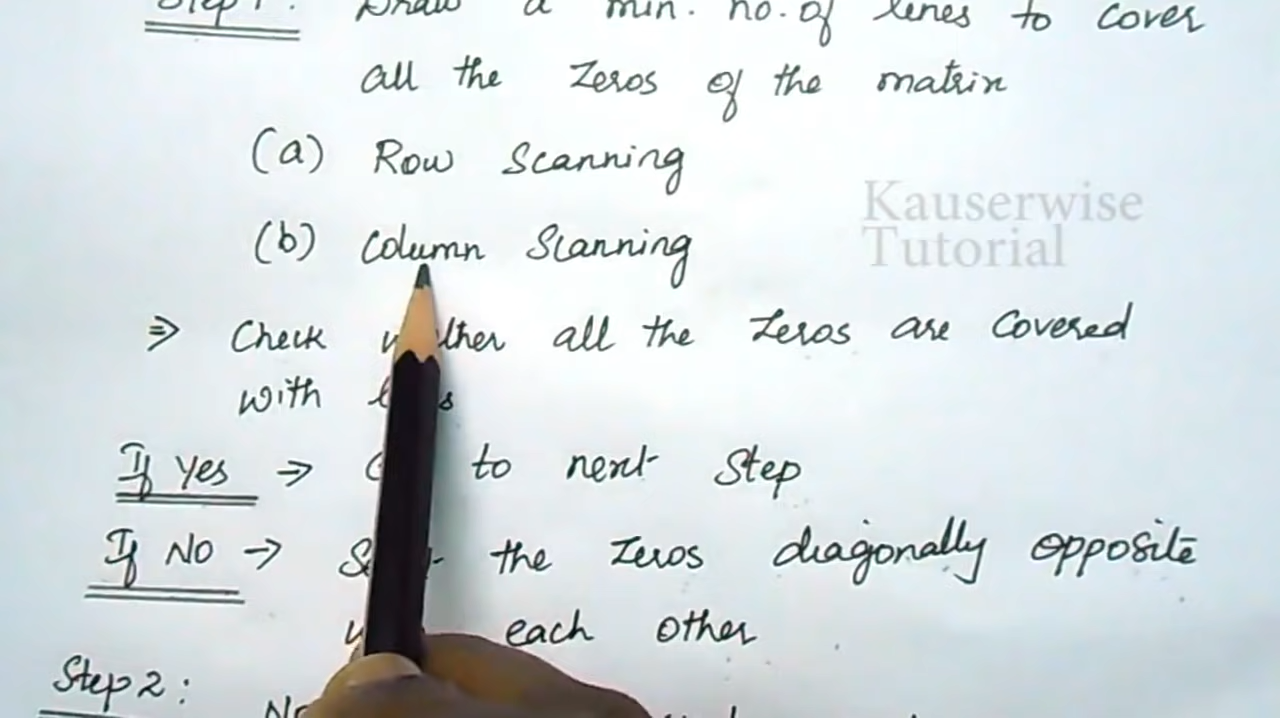 Step 1: Draw a min. no. of lines to cover
all the Zeros of the matrix
(a) Row Scanning
(b) Column Scanning
Kauserwise
Tutorial
⇒ Check all the Zeros are Covered
with
If Yes → to next Step
If No → the Zeros diagonally opposite
each other
Step 2: